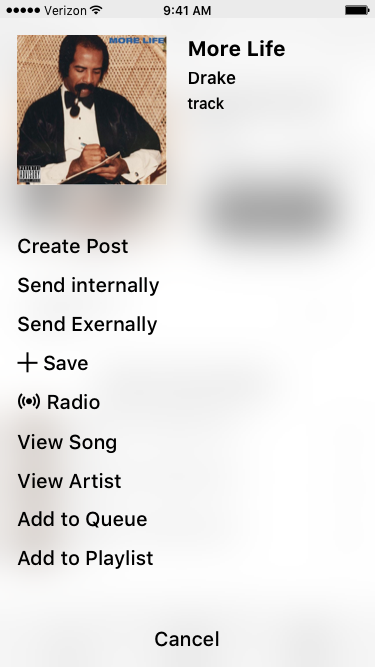 Verizon
9:41 AM
MORE LIFE
More Life
Drake
track
Create Post
Send internally
Send Exernally
Save
Radio
View Song
View Artist
Add to Queue
Add to Playlist
Cancel